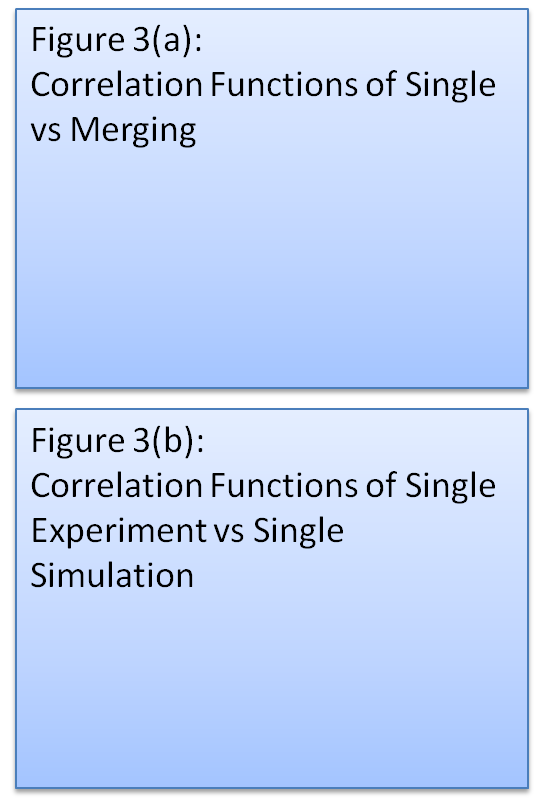 Figure 3(a):
Correlation Functions of Single
vs Merging
Figure 3(b):
Correlation Functions of Single
Experiment vs Single
Simulation